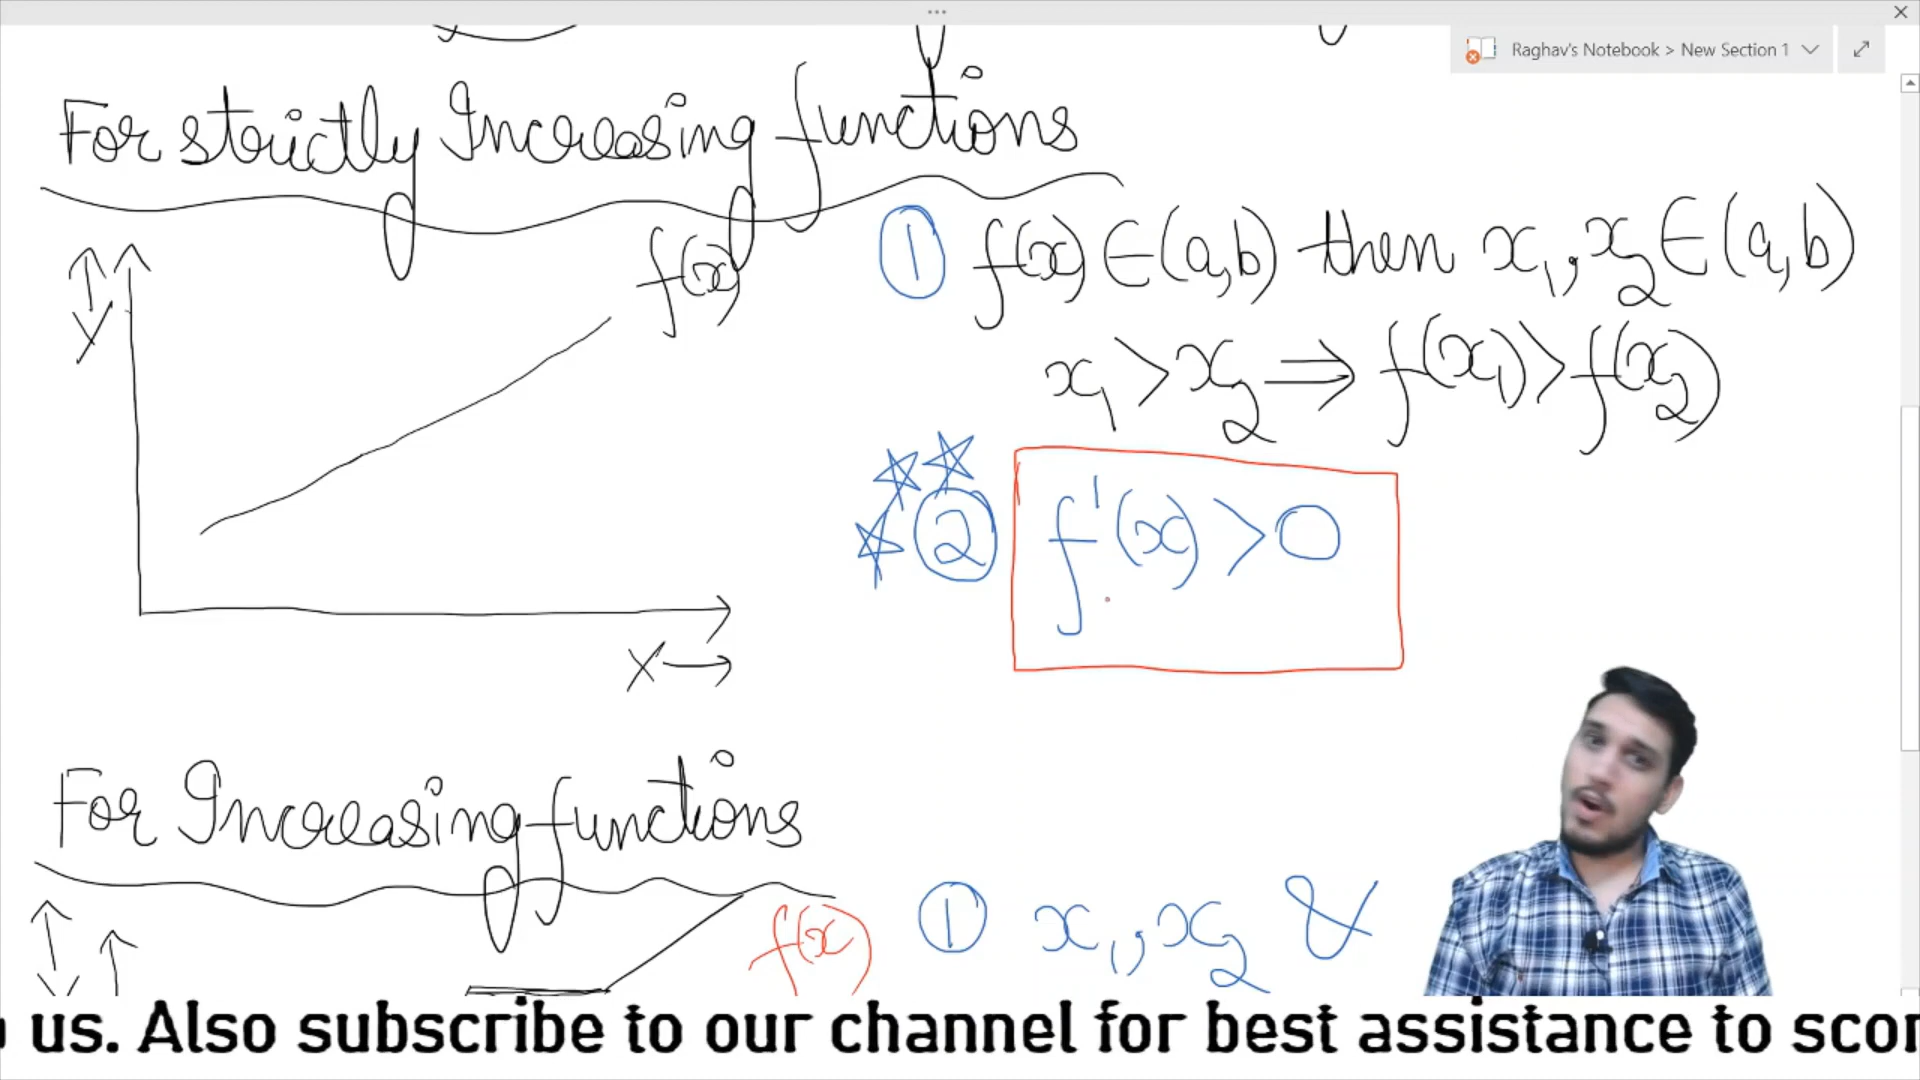 Raghav's Notebook > New Section 1
For strictly Increasing functions
f(x)
Y
① f(x) ∈ (a,b) then x₁, x₂ ∈ (a,b)
x₁ > x₂ ⇒ f(x₁) > f(x₂)
② f'(x) > 0
X →
For Increasing functions
f(x)
① x₁, x₂ &
us. Also subscribe to our channel for best assistance to scor